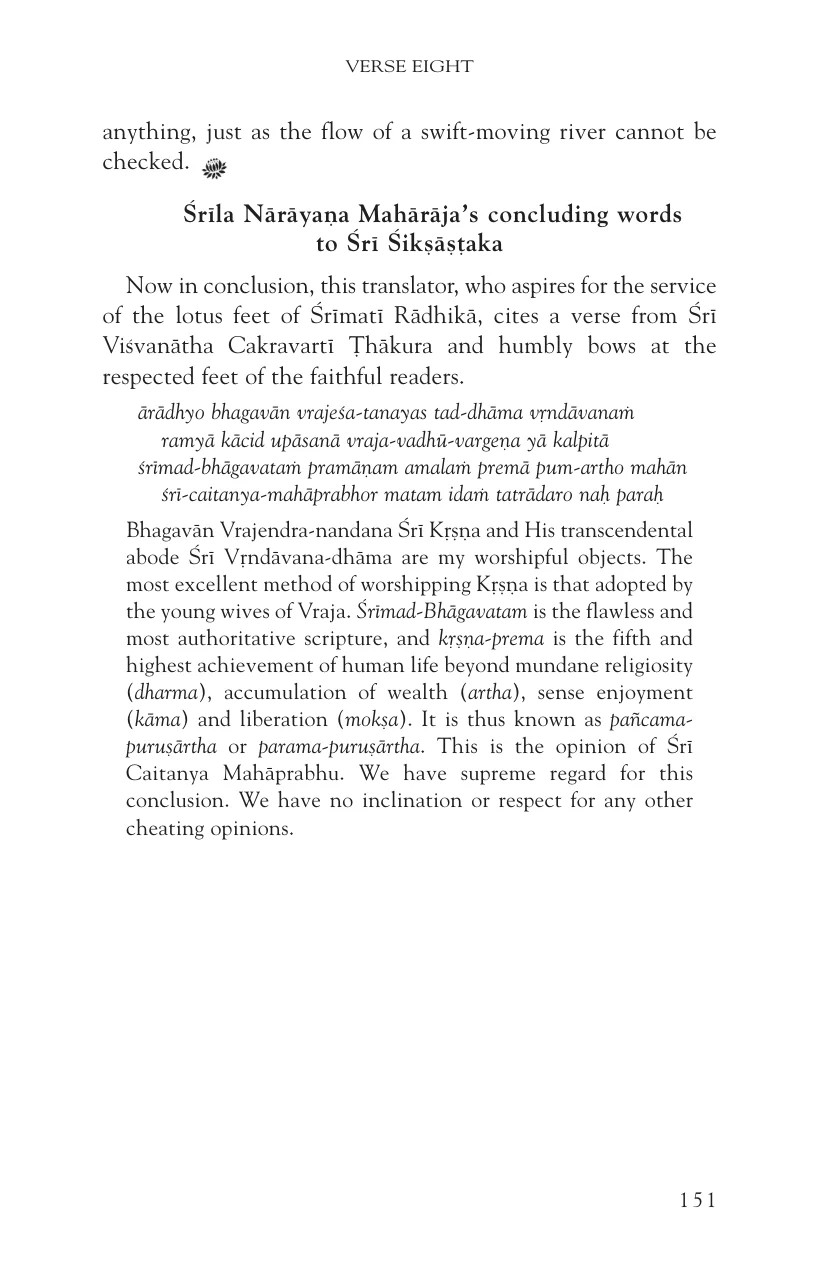 VERSE EIGHT
anything, just as the flow of a swift-moving river cannot be
checked.
Śrīla Nārāyaṇa Mahārāja’s concluding words
to Śrī Śikṣāṣṭaka
Now in conclusion, this translator, who aspires for the service
of the lotus feet of Śrīmatī Rādhikā, cites a verse from Śrī
Viśvanātha Cakravartī Ṭhākura and humbly bows at the
respected feet of the faithful readers.
ārādhyo bhagavān vrajeśa-tanayas tad-dhāma vṛndāvanaṁ
ramyā kācid upāsanā vraja-vadhū-vargeṇa yā kalpitā
śrīmad-bhāgavataṁ pramāṇam amalaṁ premā pum-artho mahān
śrī-caitanya-mahāprabhor matam idaṁ tatrādaro naḥ paraḥ
Bhagavān Vrajendra-nandana Śrī Kṛṣṇa and His transcendental
abode Śrī Vṛndāvana-dhāma are my worshipful objects. The
most excellent method of worshipping Kṛṣṇa is that adopted by
the young wives of Vraja. Śrīmad-Bhāgavatam is the flawless and
most authoritative scripture, and kṛṣṇa-prema is the fifth and
highest achievement of human life beyond mundane religiosity
(dharma), accumulation of wealth (artha), sense enjoyment
(kāma) and liberation (mokṣa). It is thus known as pañcama-
puruṣārtha or parama-puruṣārtha. This is the opinion of Śrī
Caitanya Mahāprabhu. We have supreme regard for this
conclusion. We have no inclination or respect for any other
cheating opinions.
151